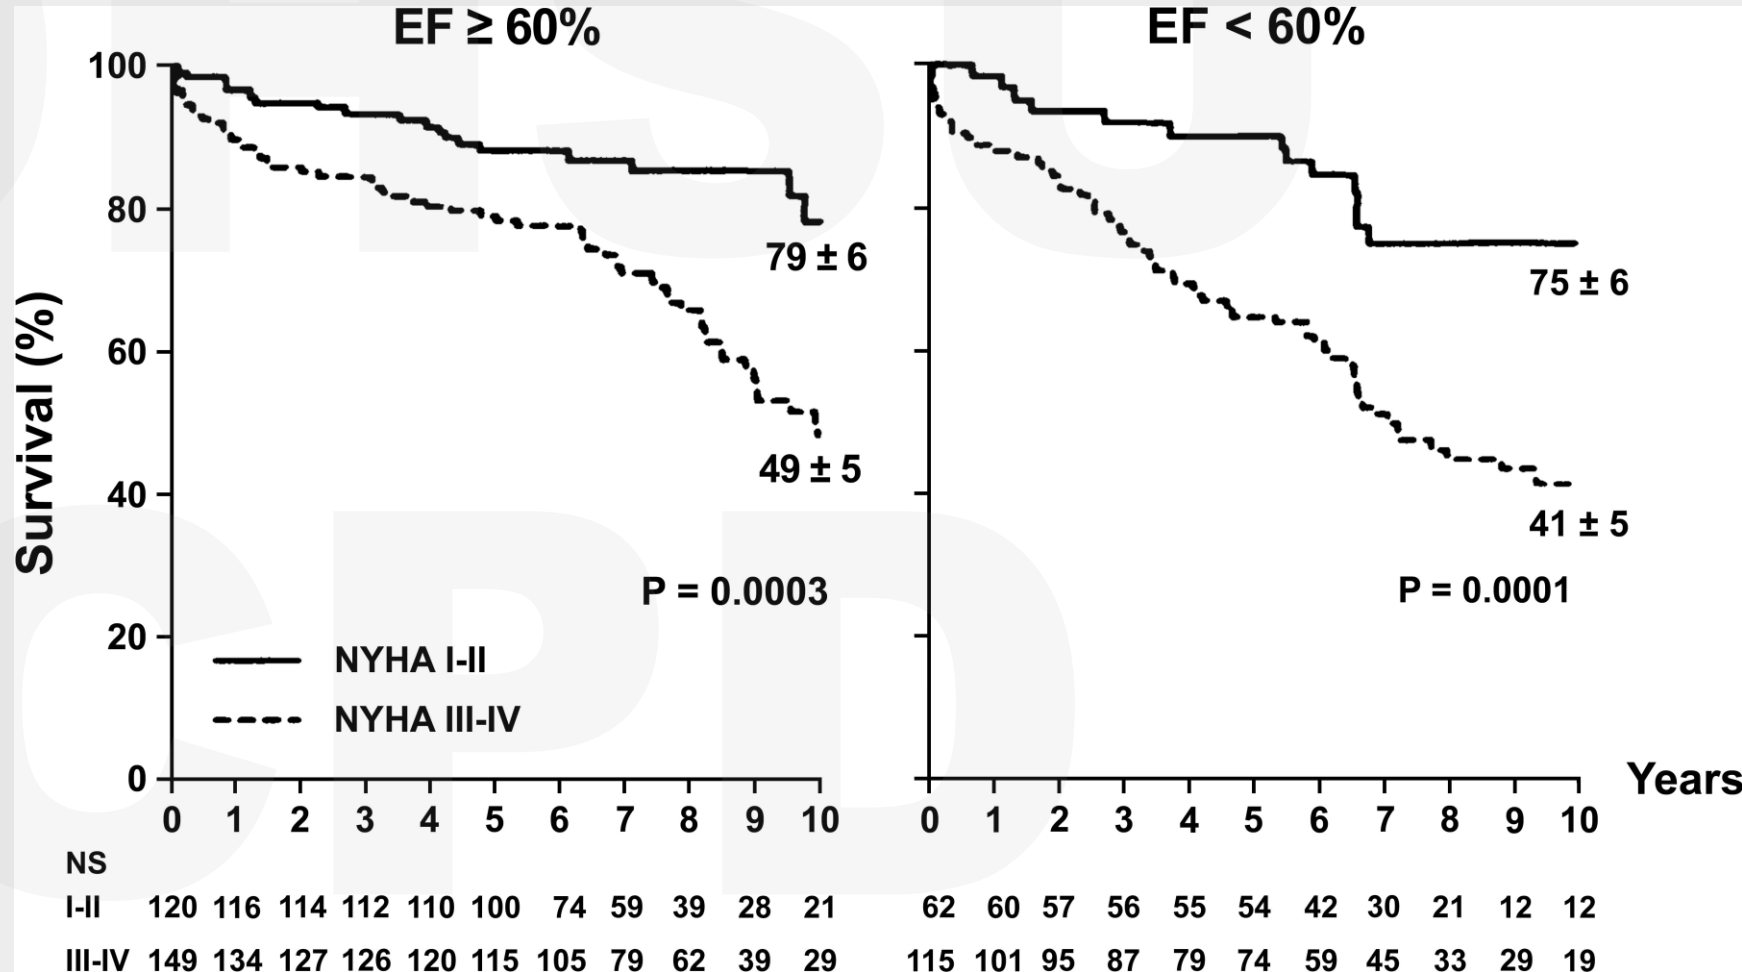 EF ≥ 60%
EF < 60%
Survival (%)
100
80
60
40
20
0
79 ± 6
49 ± 5
P = 0.0003
NYHA I-II
NYHA III-IV
75 ± 6
41 ± 5
P = 0.0001
0 1 2 3 4 5 6 7 8 9 10
0 1 2 3 4 5 6 7 8 9 10
Years
NS
I-II 120 116 114 112 110 100 74 59 39 28 21 62 60 57 56 55 54 42 30 21 12 12
III-IV 149 134 127 126 120 115 105 79 62 39 29 115 101 95 87 79 74 59 45 33 29 19